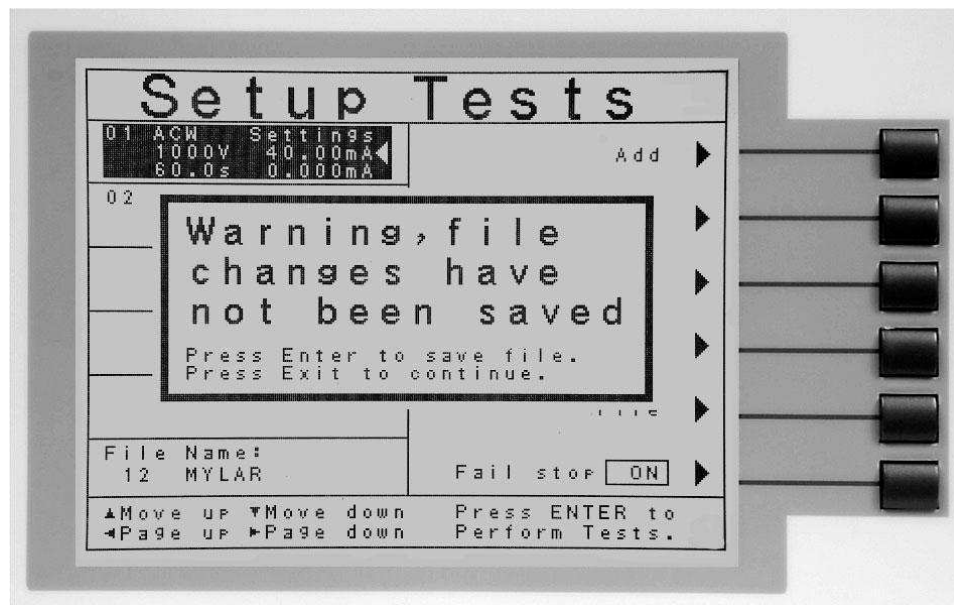 Setup Tests
01 ACW Settings
1000V 40.00mA
60.0s 0.000mA
Add
02
Warning, file
changes have
not been saved
Press Enter to save file.
Press Exit to continue.
File Name:
12 MYLAR
Fail stop ON
▲Move up ▼Move down
◄Page up ►Page down
Press ENTER to
Perform Tests.